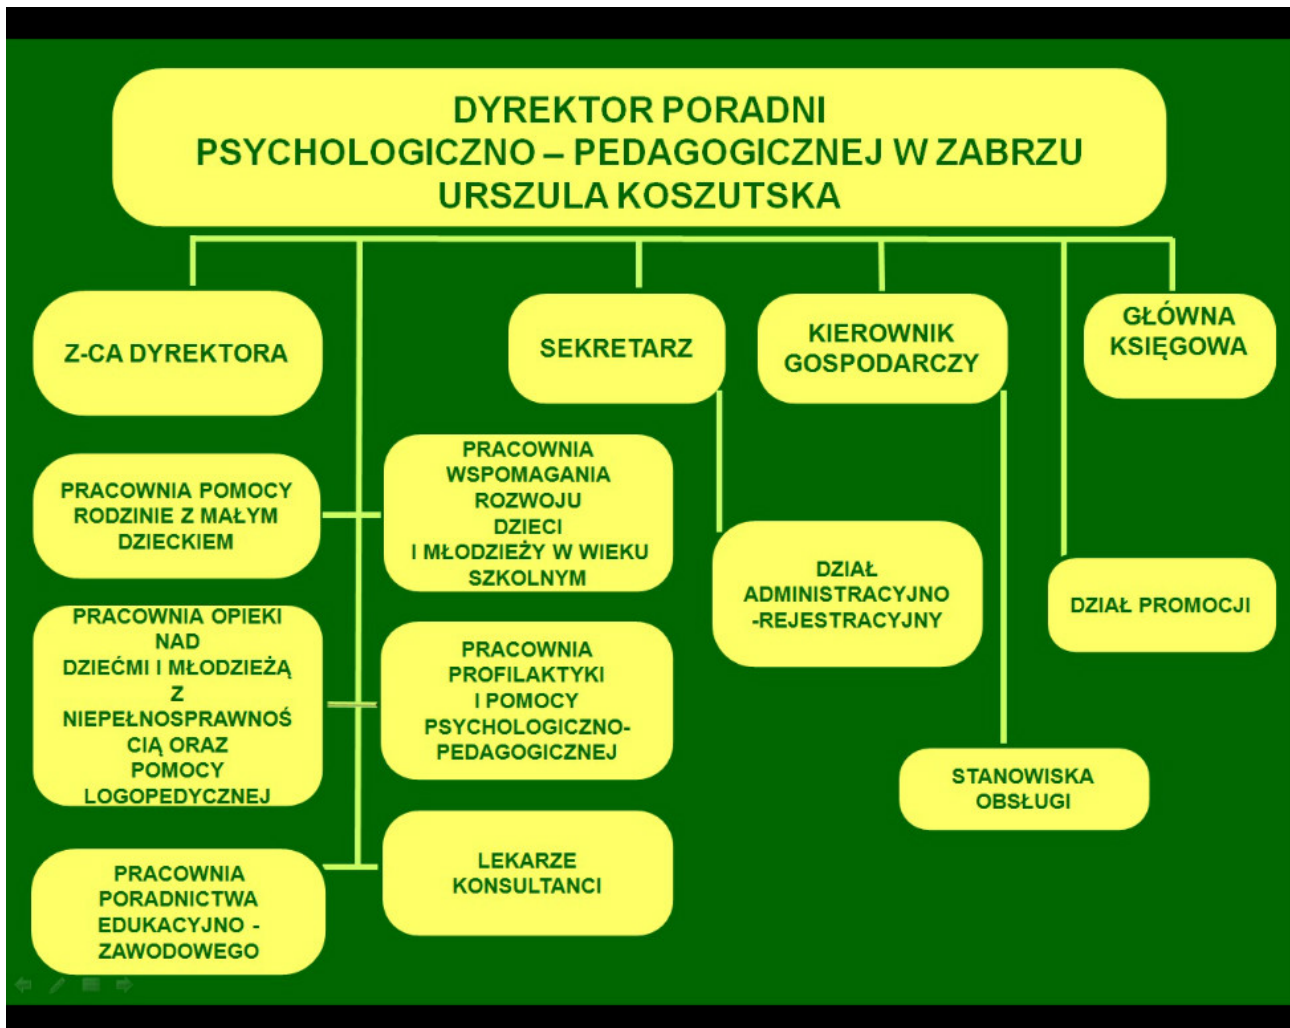 DYREKTOR PORADNI
PSYCHOLOGICZNO – PEDAGOGICZNEJ W ZABRZU
URSZULA KOSZUTSKA
Z-CA DYREKTORA
SEKRETARZ
KIEROWNIK
GOSPODARCZY
GŁÓWNA
KSIĘGOWA
PRACOWNIA POMOCY
RODZINIE Z MAŁYM
DZIECKIEM
PRACOWNIA
WSPOMAGANIA
ROZWOJU
DZIECI
I MŁODZIEŻY W WIEKU
SZKOLNYM
DZIAŁ
ADMINISTRACYJNO
-REJESTRACYJNY
DZIAŁ PROMOCJI
PRACOWNIA OPIEKI
NAD
DZIEĆMI I MŁODZIEŻĄ
Z
NIEPEŁNOSPRAWNOŚ
CIĄ ORAZ
POMOCY
LOGOPEDYCZNEJ
PRACOWNIA
PROFILAKTYKI
I POMOCY
PSYCHOLOGICZNO-
PEDAGOGICZNEJ
STANOWISKA
OBSŁUGI
PRACOWNIA
PORADNICTWA
EDUKACYJNO -
ZAWODOWEGO
LEKARZE
KONSULTANCI